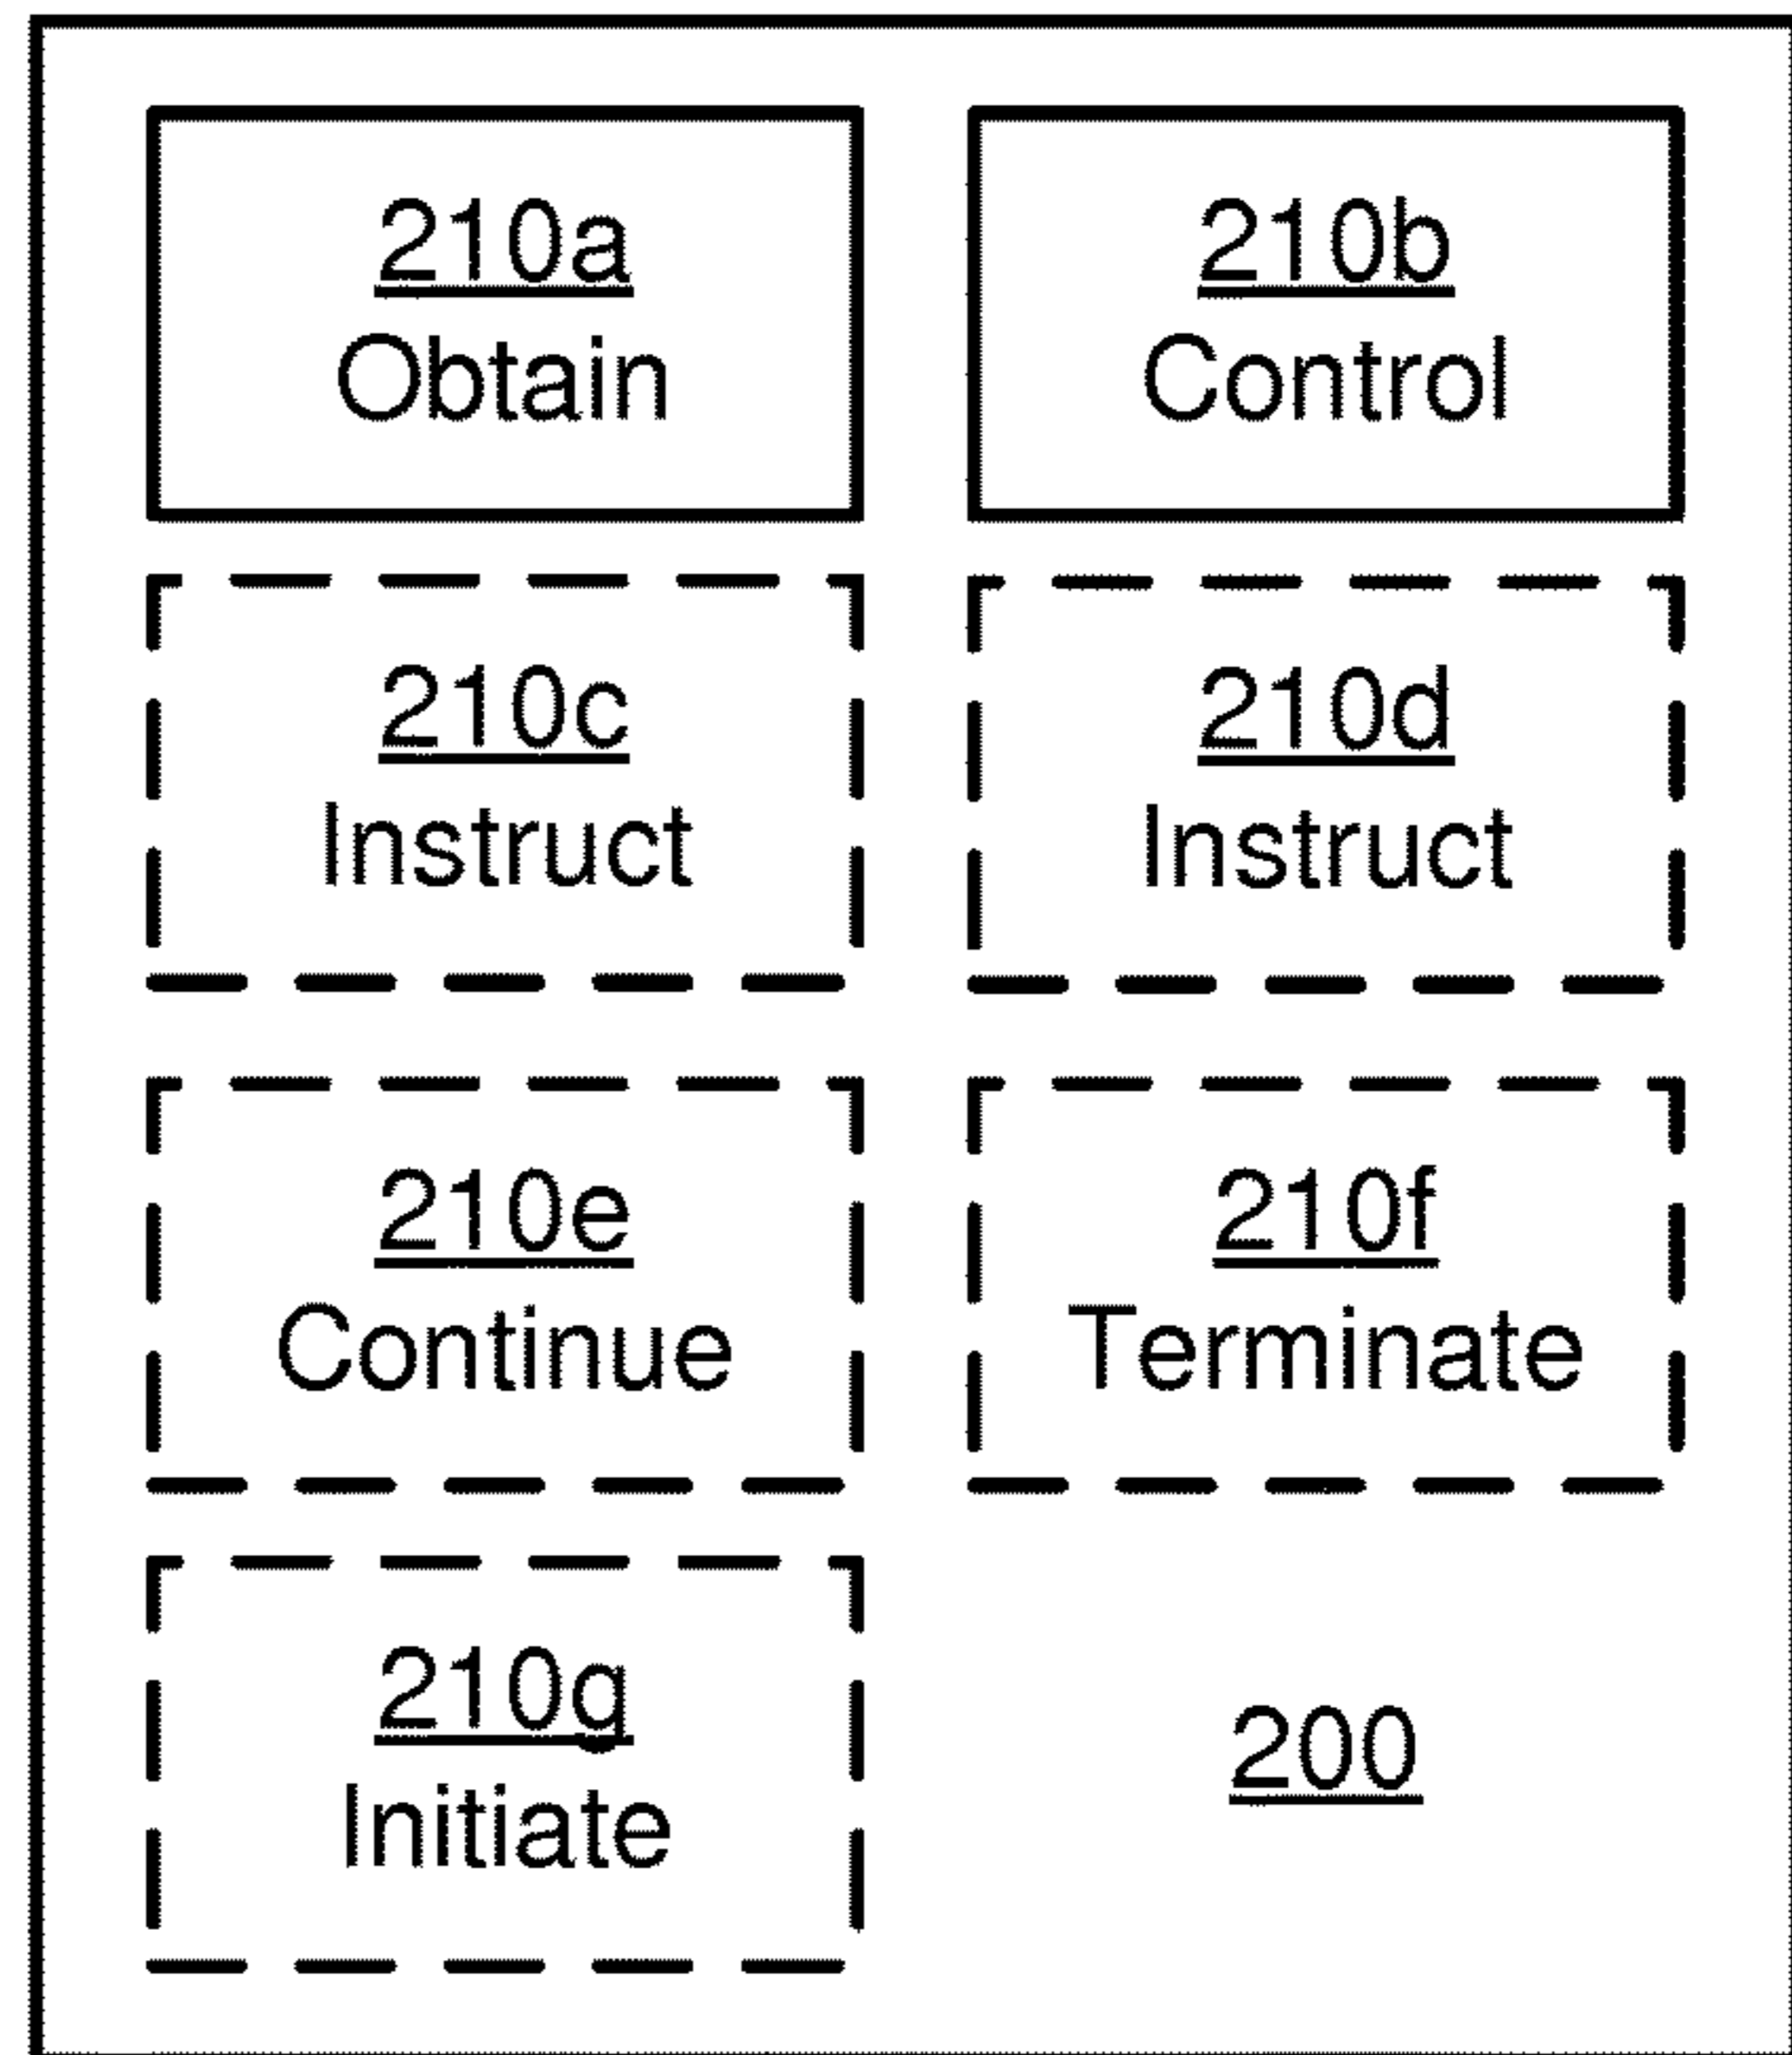 210a
Obtain
210b
Control
210c
Instruct
210d
Instruct
210e
Continue
210f
Terminate
210g
Initiate
200